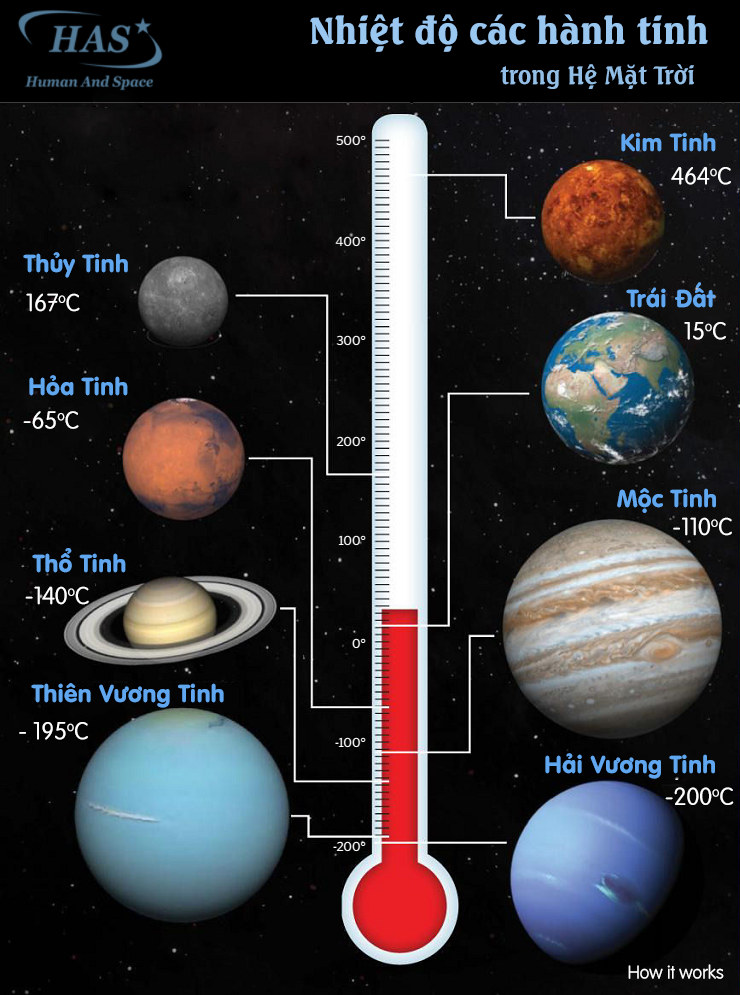 HAS
Human And Space
Nhiệt độ các hành tinh
trong Hệ Mặt Trời
500°
400°
300°
200°
100°
0°
-100°
-200°
Kim Tinh
464°C
Thủy Tinh
167°C
Trái Đất
15°C
Hỏa Tinh
-65°C
Mộc Tinh
-110°C
Thổ Tinh
-140°C
Thiên Vương Tinh
- 195°C
Hải Vương Tinh
-200°C
How it works